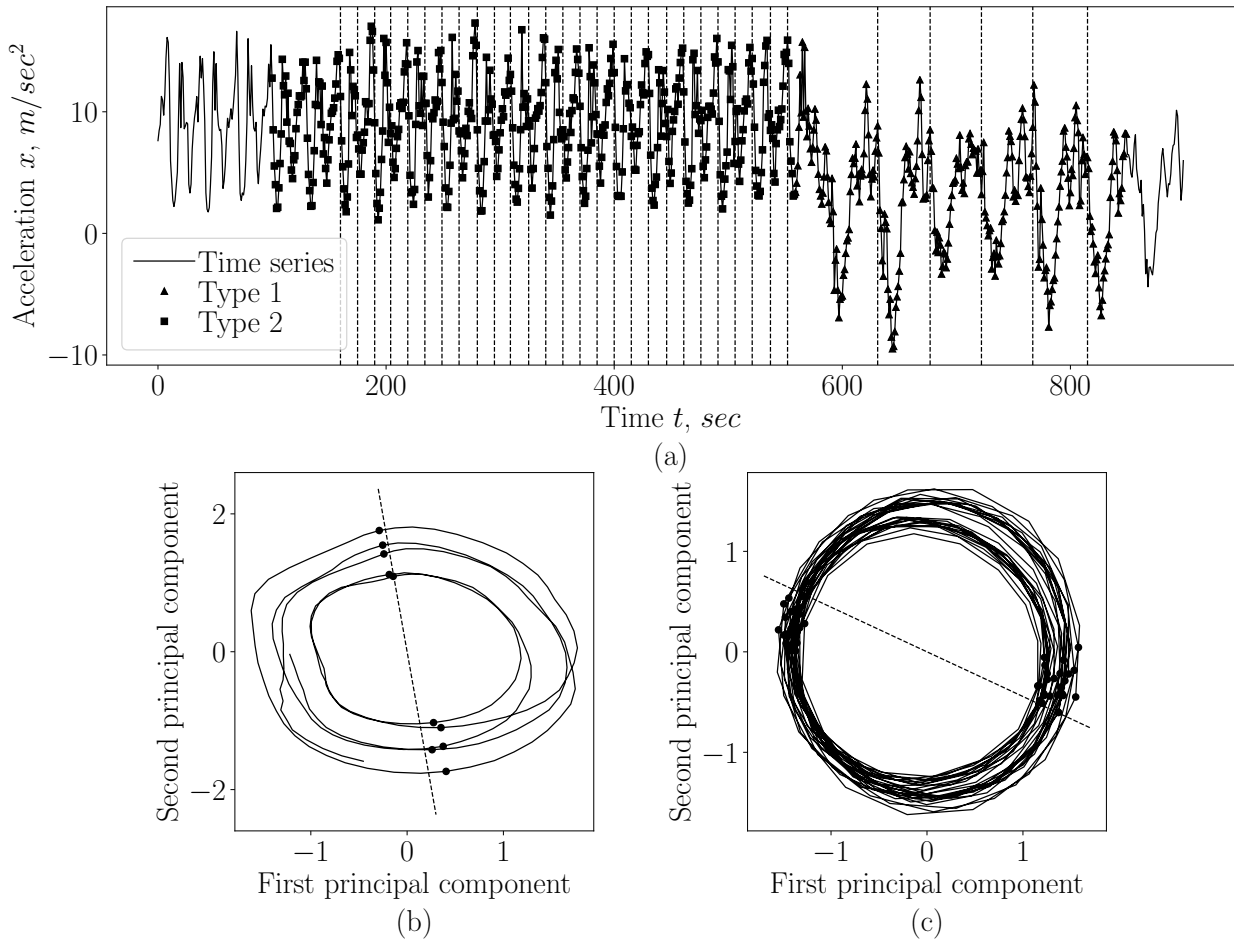 Acceleration x, m/sec²
10
0
−10
Time series
Type 1
Type 2
0 200 400 600 800
Time t, sec
(a)
Second principal component
2
0
−2
−1 0 1
First principal component
(b)
Second principal component
1
0
−1
−1 0 1
First principal component
(c)